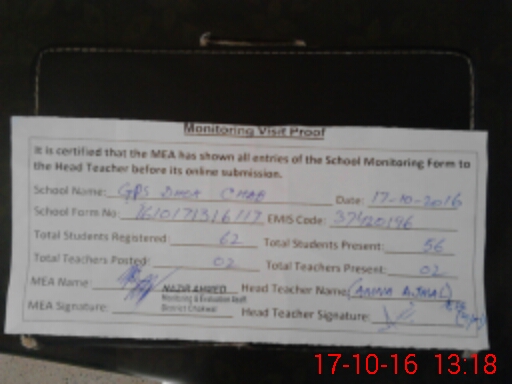 Monitoring Visit Proof
It is certified that the MEA has shown all entries of the School Monitoring Form to
the Head Teacher before its online submission.
School Name: GPS DHOK CHAB Date: 17-10-2016
School Form No EMIS Code: 37420196
Total Students Registered: 62 Total Students Present: 56
Total Teachers Posted: 02 Total Teachers Present: 02
MEA Name: NAZIR AHMED Head Teacher Name:
Monitoring & Evaluation Asstt.
MEA Signature: District Chakwal Head Teacher Signature:
17-10-16 13:18